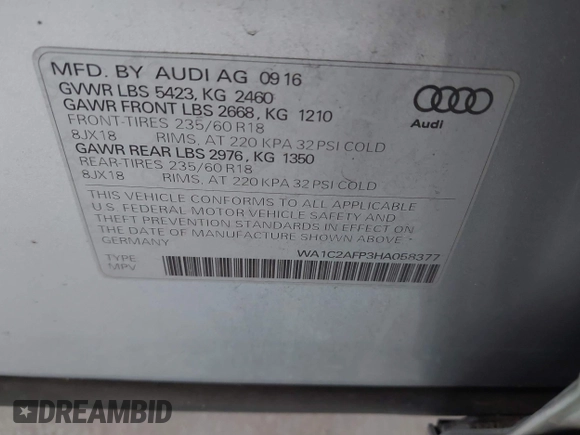 MFD. BY AUDI AG 09 16
GVWR LBS 5423, KG 2460
GAWR FRONT LBS 2668, KG 1210
FRONT-TIRES 235/60 R18
8JX18 RIMS, AT 220 KPA 32 PSI COLD
GAWR REAR LBS 2976, KG 1350
REAR-TIRES 235/60 R18
8JX18 RIMS, AT 220 KPA 32 PSI COLD
THIS VEHICLE CONFORMS TO ALL APPLICABLE
U.S. FEDERAL MOTOR VEHICLE SAFETY AND
THEFT PREVENTION STANDARDS IN EFFECT ON
THE DATE OF MANUFACTURE SHOWN ABOVE.
GERMANY
WA1C2AFP3HA058377
TYPE
MPV
Audi
DREAMBID